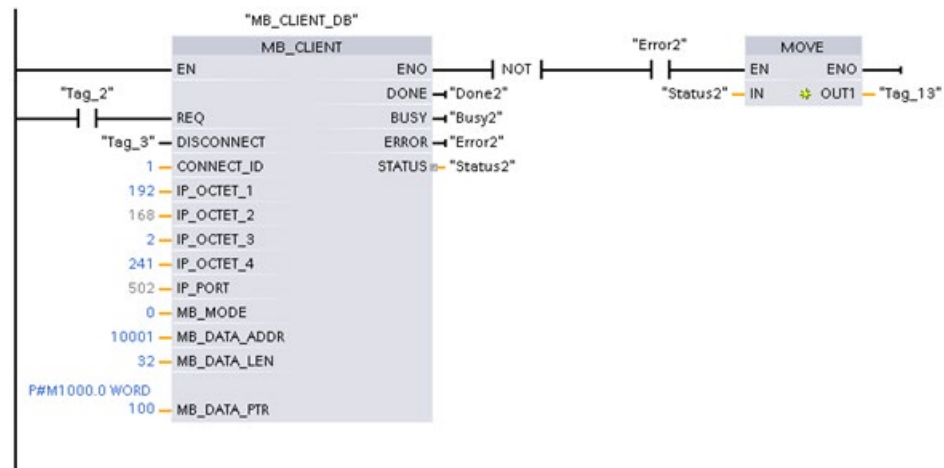 "MB_CLIENT_DB"
MB_CLIENT
"Error2"
MOVE
EN ENO NOT EN ENO
"Tag_2" DONE "Done2" "Status2" IN OUT1 "Tag_13"
REQ BUSY "Busy2"
"Tag_3" DISCONNECT ERROR "Error2"
1 CONNECT_ID STATUS "Status2"
192 IP_OCTET_1
168 IP_OCTET_2
2 IP_OCTET_3
241 IP_OCTET_4
502 IP_PORT
0 MB_MODE
10001 MB_DATA_ADDR
32 MB_DATA_LEN
P#M1000.0 WORD
100 MB_DATA_PTR